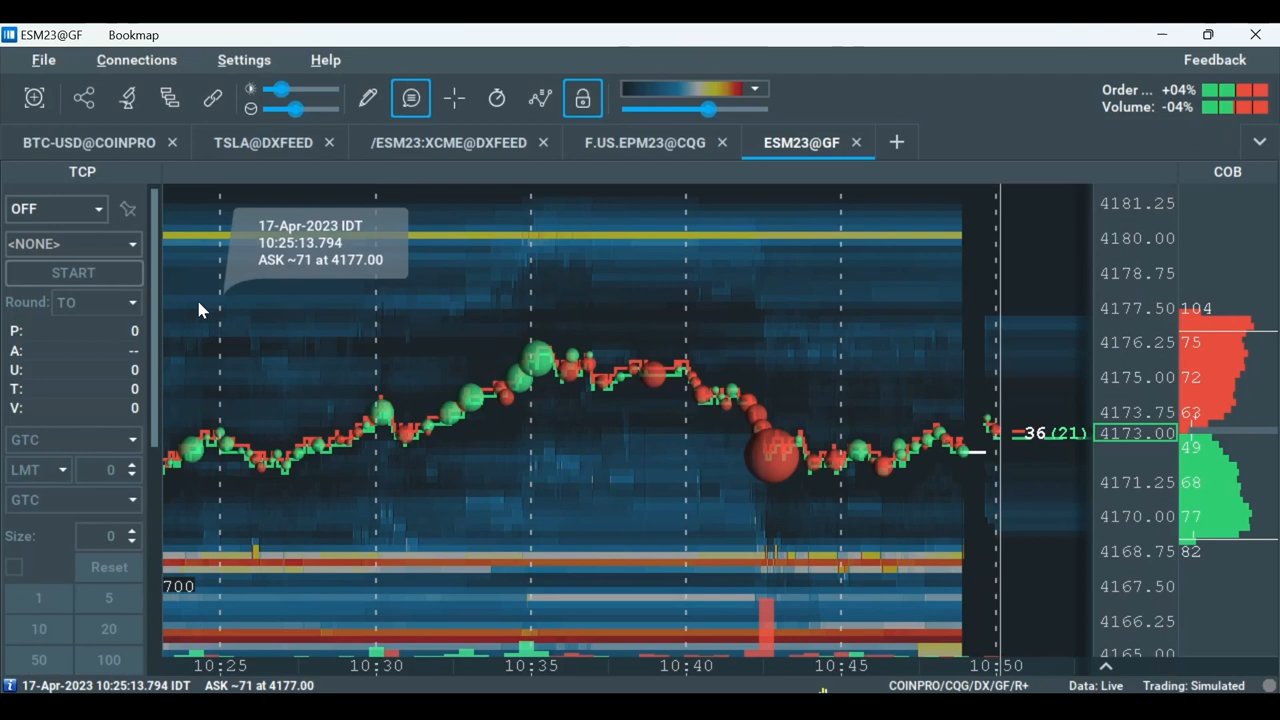 ESM23@GF Bookmap
File Connections Settings Help Feedback
Order ... +04%
Volume: -04%
BTC-USD@COINPRO TSLA@DXFEED /ESM23:XCME@DXFEED F.US.EPM23@CQG ESM23@GF
TCP
COB
OFF
<NONE>
START
Round: TO
P: 0
A: --
U: 0
T: 0
V: 0
GTC
LMT 0
GTC
Size: 0
Reset
1 5
10 20
50 100
17-Apr-2023 IDT
10:25:13.794
ASK ~71 at 4177.00
700
36 (21)
4181.25
4180.00
4178.75
4177.50 104
4176.25 75
4175.00 72
4173.75 63
4173.00
49
4171.25 68
4170.00 77
4168.75 82
4167.50
4166.25
4165.00
10:25 10:30 10:35 10:40 10:45 10:50
17-Apr-2023 10:25:13.794 IDT ASK ~71 at 4177.00 COINPRO/CQG/DX/GF/R+ Data: Live Trading: Simulated